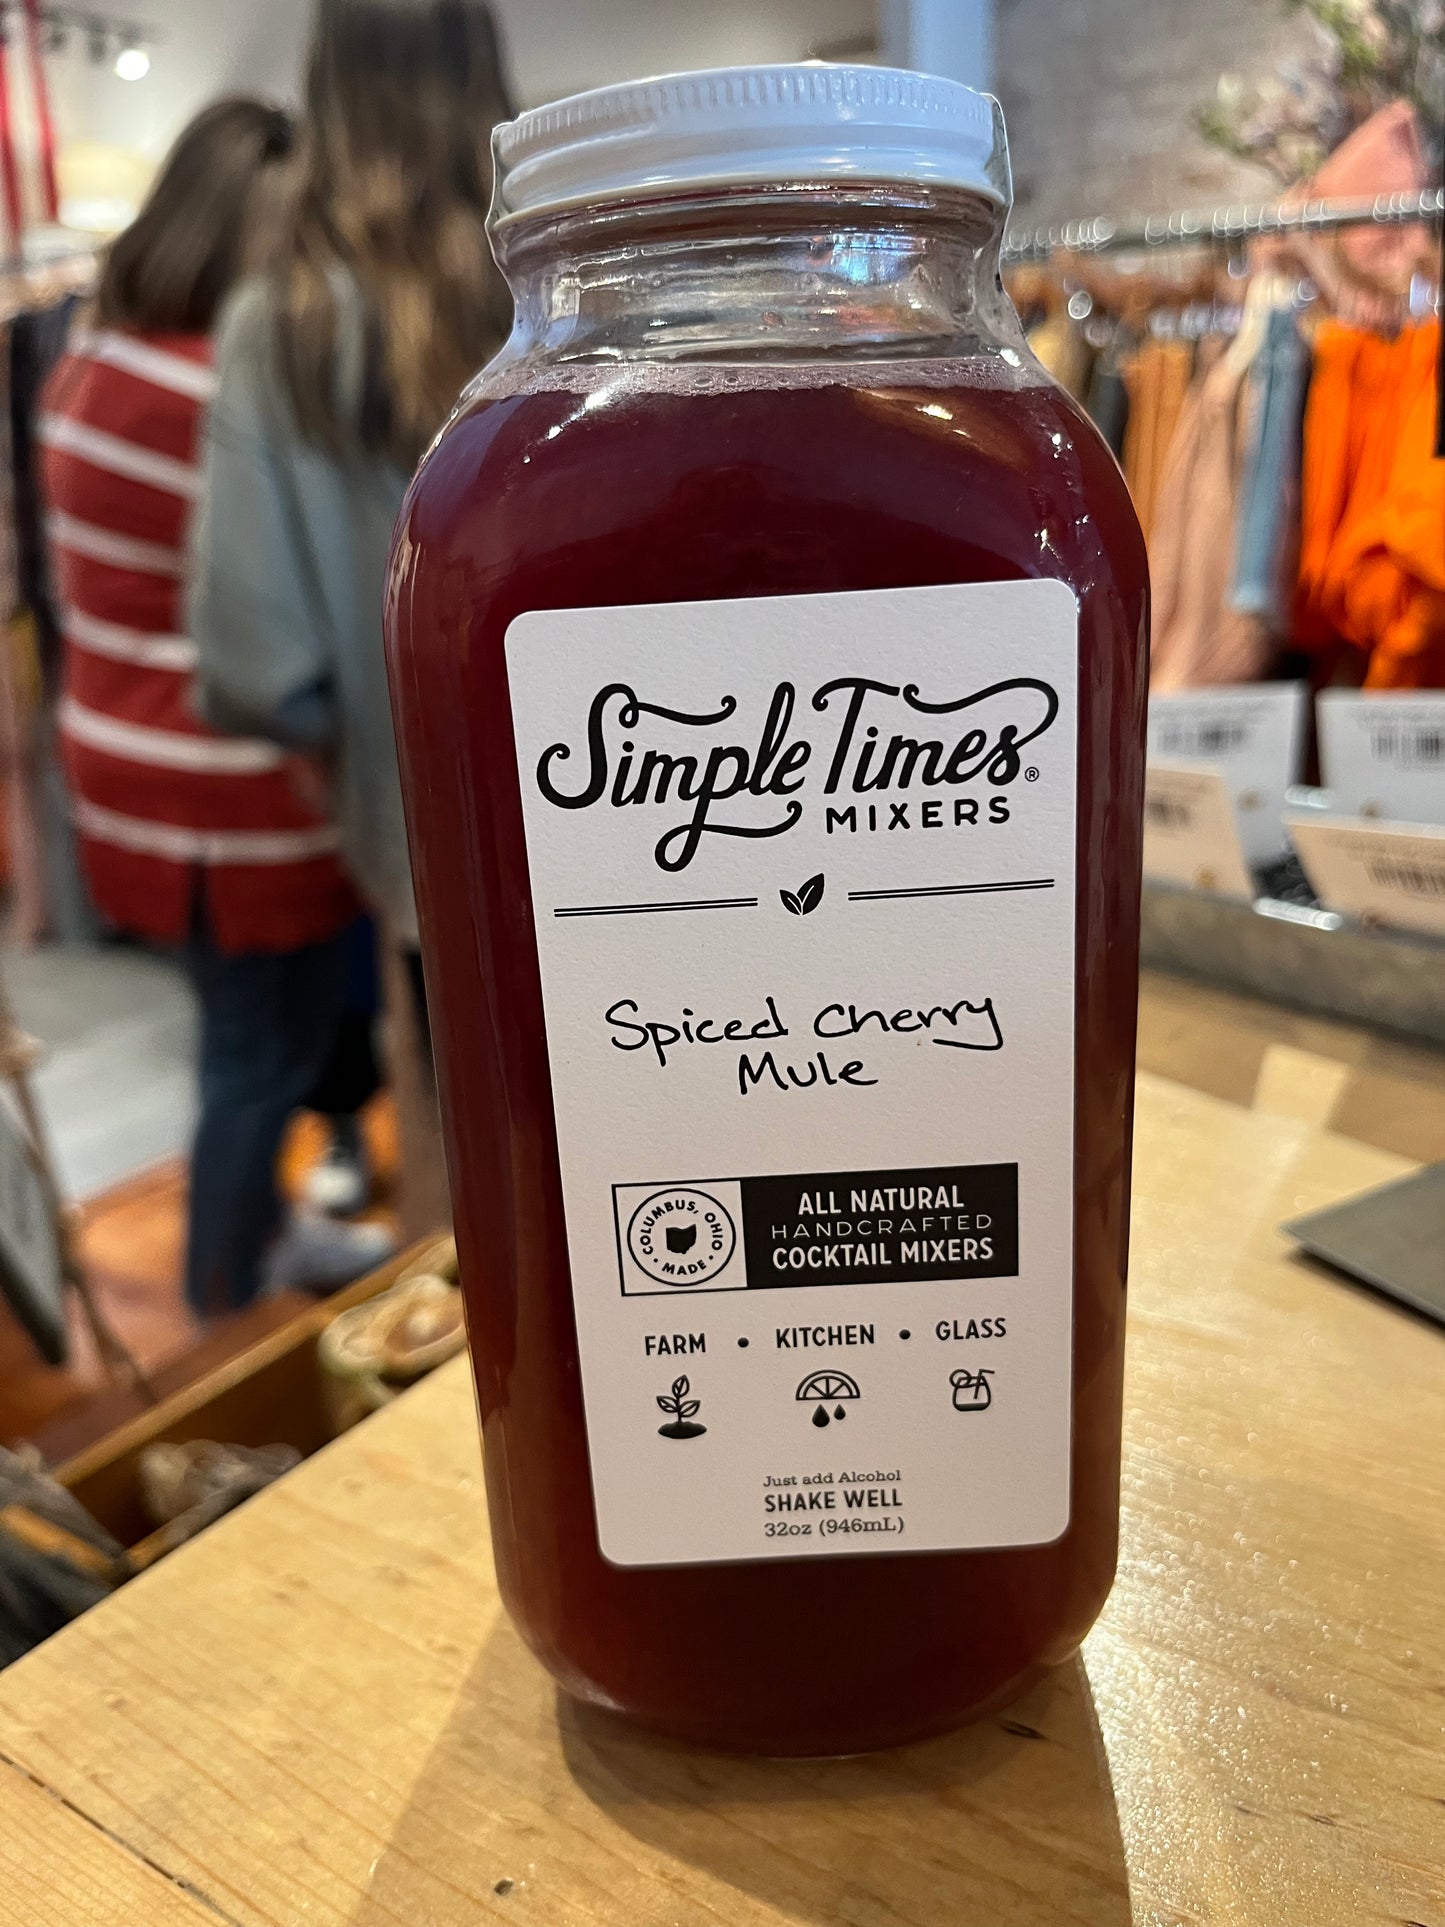 Simple Times®
MIXERS
Spiced Cherry
Mule
COLUMBUS, OHIO
• MADE •
ALL NATURAL
HANDCRAFTED
COCKTAIL MIXERS
FARM • KITCHEN • GLASS
Just add Alcohol
SHAKE WELL
32oz (946mL)